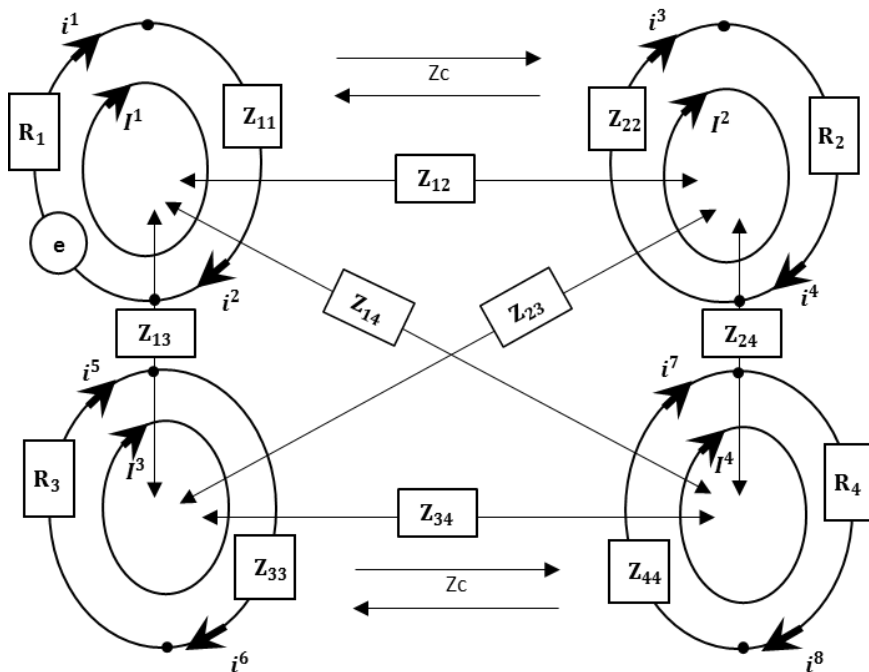 i¹ i³
Zc
R₁ I¹ Z₁₁ Z₂₂ I² R₂
Z₁₂
e
i² i⁴
Z₁₄ Z₂₃
Z₁₃ Z₂₄
i⁵ i⁷
R₃ I³ I⁴ R₄
Z₃₄
Z₃₃ Z₄₄
Zc
i⁶ i⁸